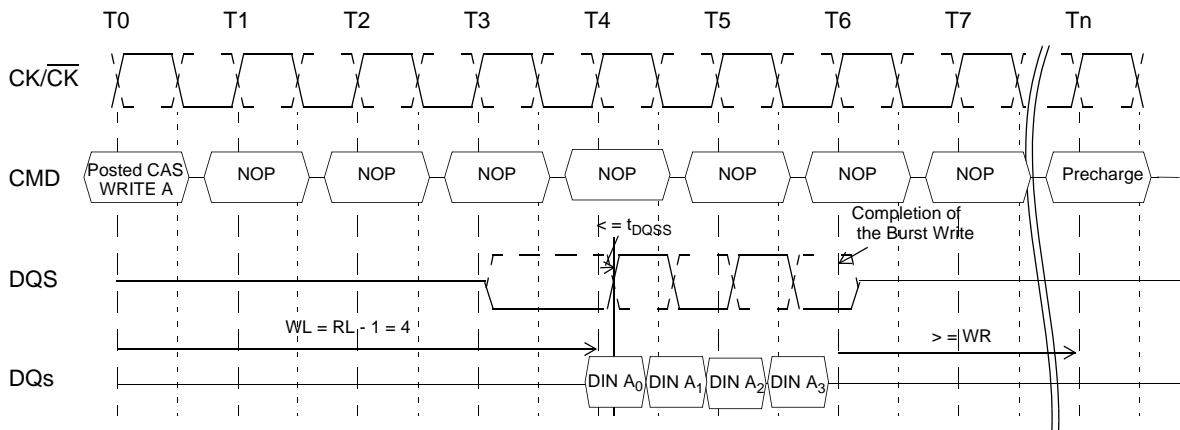 T0 T1 T2 T3 T4 T5 T6 T7 Tn
CK/C̅K̅
CMD
Posted CAS
WRITE A
NOP NOP NOP NOP NOP NOP NOP Precharge
< = tDQSS
Completion of
the Burst Write
DQS
WL = RL - 1 = 4
> = WR
DQs
DIN A0 DIN A1 DIN A2 DIN A3